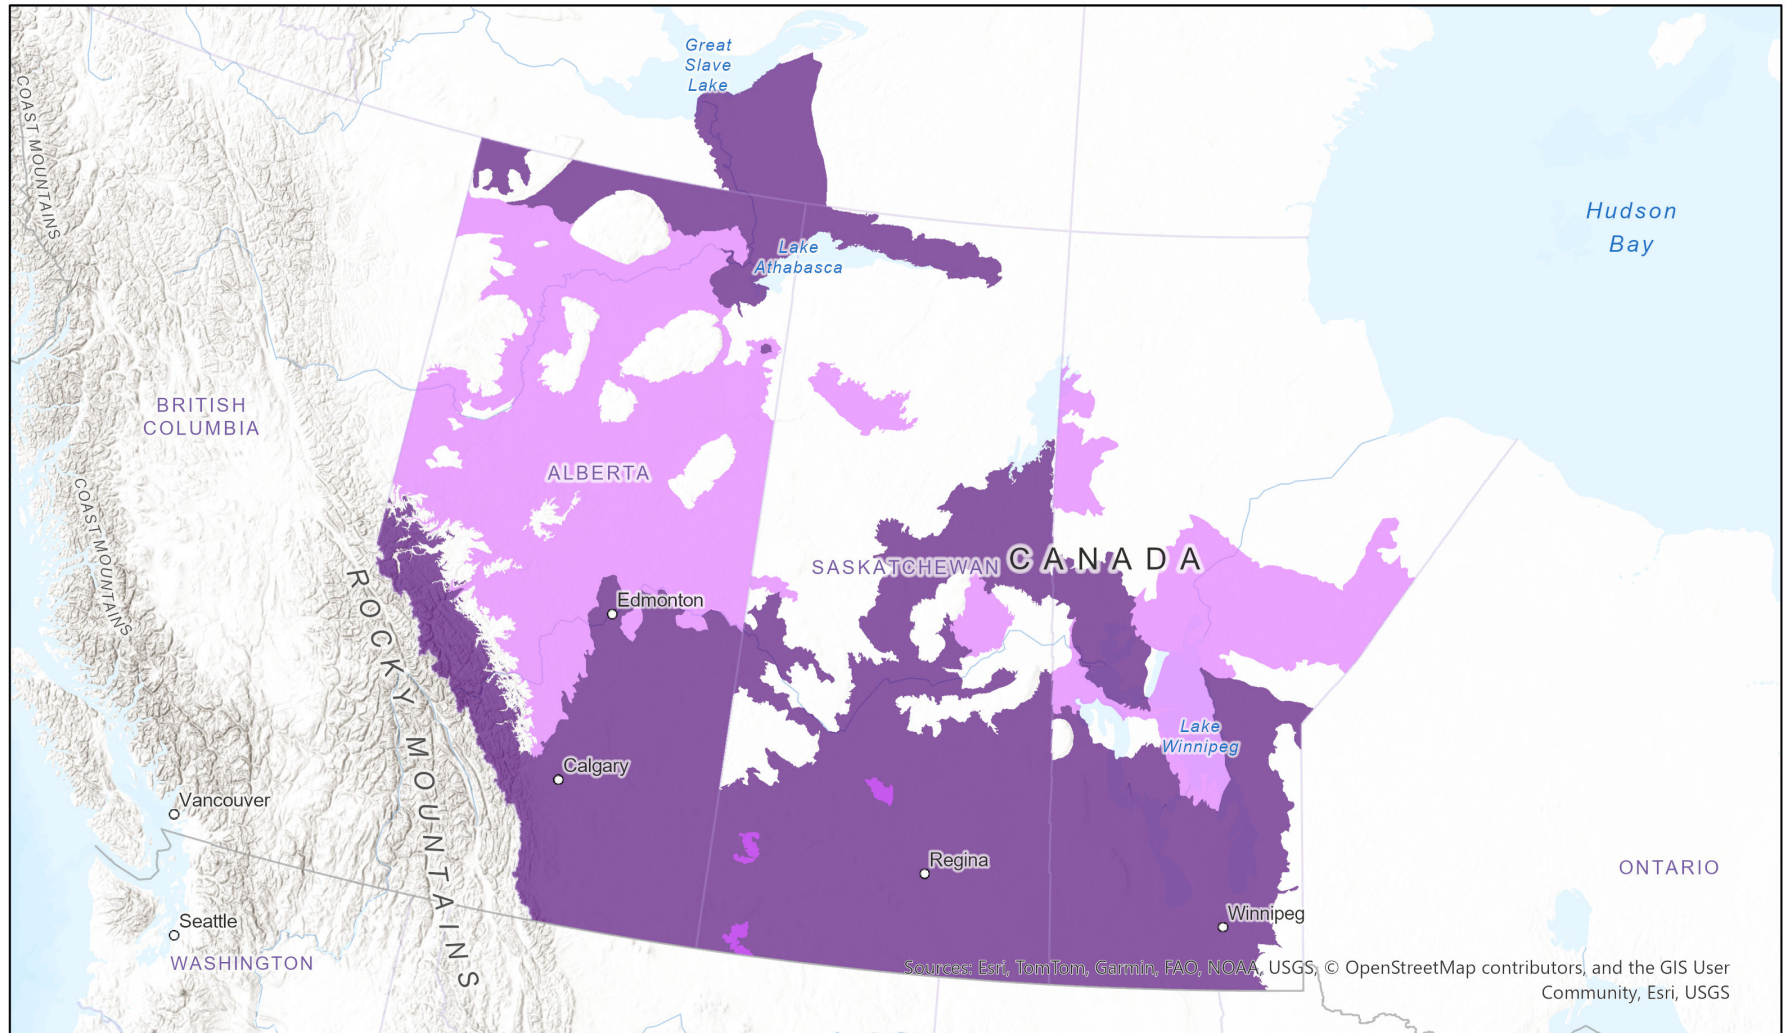 Great
Slave
Lake
COAST MOUNTAINS
Hudson
Bay
Lake
Athabasca
BRITISH
COLUMBIA
ALBERTA
COAST MOUNTAINS
SASKATCHEWAN
CANADA
ROCKY MOUNTAINS
Edmonton
Lake
Winnipeg
Calgary
Vancouver
Regina
ONTARIO
Seattle
Winnipeg
WASHINGTON
Sources: Esri, TomTom, Garmin, FAO, NOAA, USGS, © OpenStreetMap contributors, and the GIS User
Community, Esri, USGS